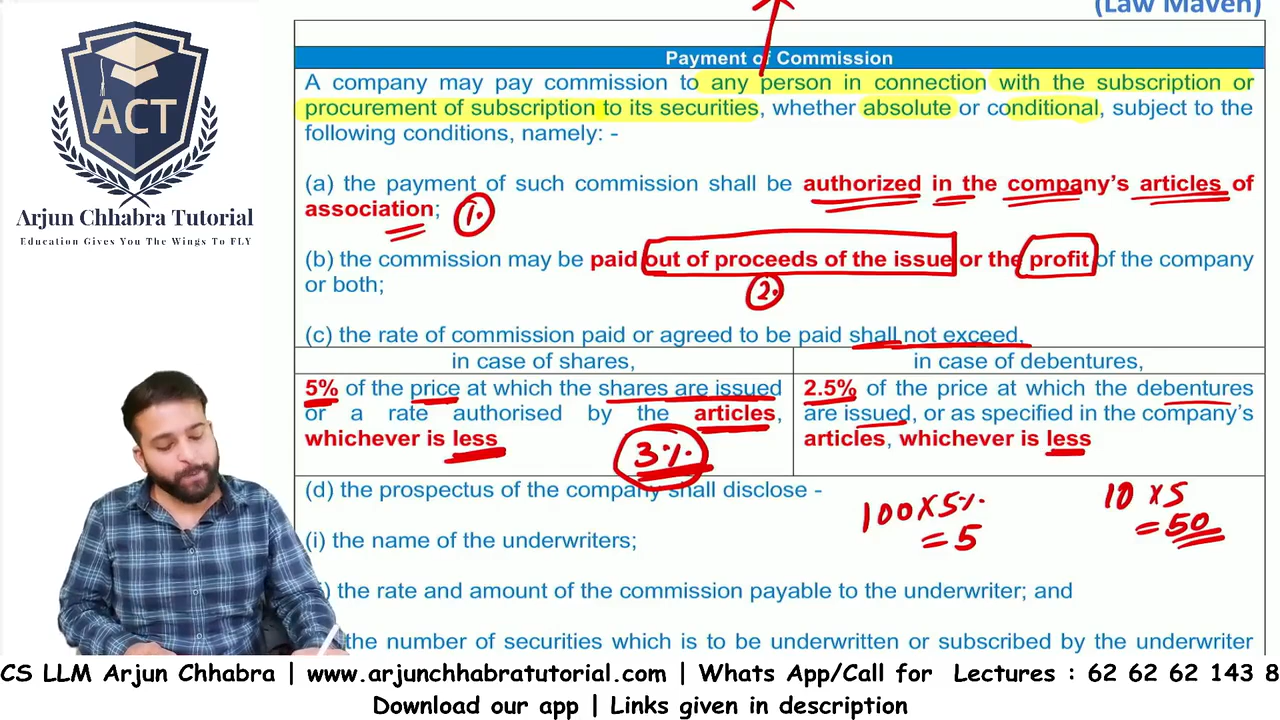 (Law Maven)
ACT
Arjun Chhabra Tutorial
Education Gives You The Wings To FLY
Payment of Commission
A company may pay commission to any person in connection with the subscription or
procurement of subscription to its securities, whether absolute or conditional, subject to the
following conditions, namely: -
(a) the payment of such commission shall be authorized in the company's articles of
association; 1.
(b) the commission may be paid out of proceeds of the issue or the profit of the company
or both;
2.
(c) the rate of commission paid or agreed to be paid shall not exceed,
in case of shares,
5% of the price at which the shares are issued
or a rate authorised by the articles,
whichever is less
3%
in case of debentures,
2.5% of the price at which the debentures
are issued, or as specified in the company's
articles, whichever is less
(d) the prospectus of the company shall disclose -
100 x 5%
= 5
10 x 5
= 50
(i) the name of the underwriters;
) the rate and amount of the commission payable to the underwriter; and
the number of securities which is to be underwritten or subscribed by the underwriter
CS LLM Arjun Chhabra | www.arjunchhabratutorial.com | Whats App/Call for Lectures : 62 62 62 143 8
Download our app | Links given in description